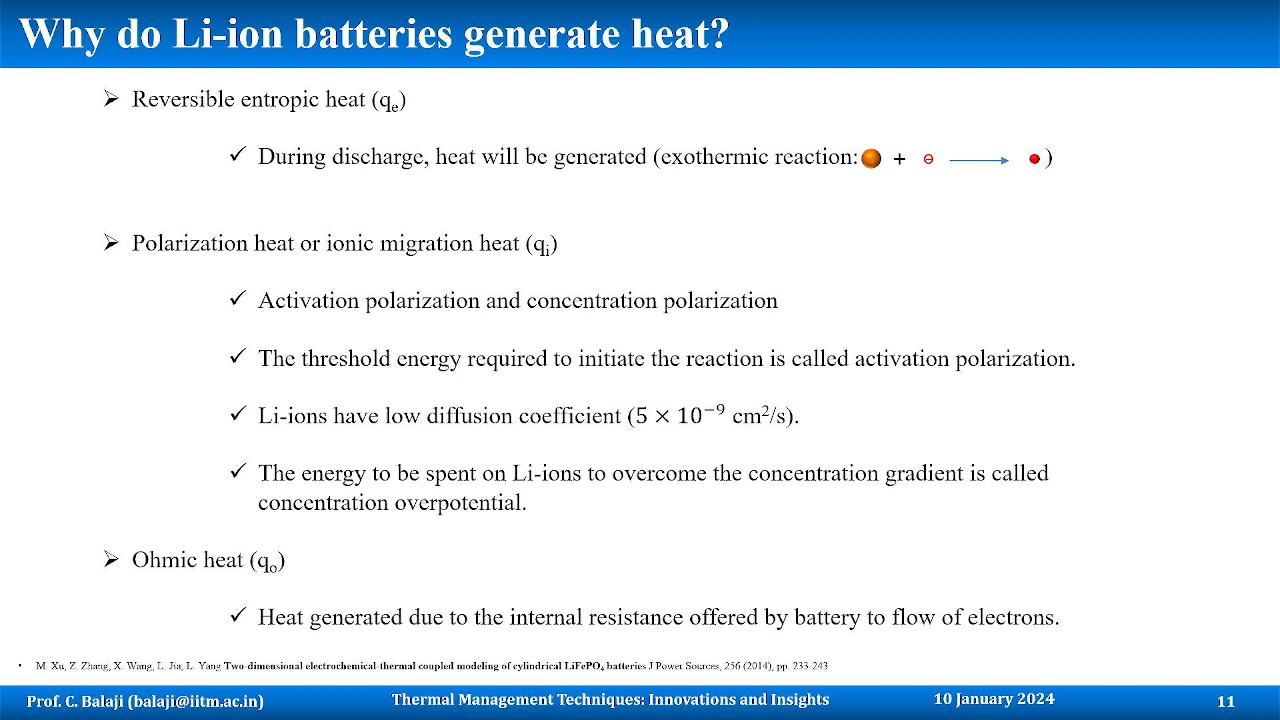 Why do Li-ion batteries generate heat?
➢ Reversible entropic heat (qₑ)
✓ During discharge, heat will be generated (exothermic reaction: + ⊖ → )
➢ Polarization heat or ionic migration heat (qᵢ)
✓ Activation polarization and concentration polarization
✓ The threshold energy required to initiate the reaction is called activation polarization.
✓ Li-ions have low diffusion coefficient (5 × 10⁻⁹ cm²/s).
✓ The energy to be spent on Li-ions to overcome the concentration gradient is called
concentration overpotential.
➢ Ohmic heat (qₒ)
✓ Heat generated due to the internal resistance offered by battery to flow of electrons.
• M. Xu, Z. Zhang, X. Wang, L. Jia, L. Yang Two-dimensional electrochemical-thermal coupled modeling of cylindrical LiFePO₄ batteries J Power Sources, 256 (2014), pp. 233-243
Prof. C. Balaji (balaji@iitm.ac.in) Thermal Management Techniques: Innovations and Insights 10 January 2024 11